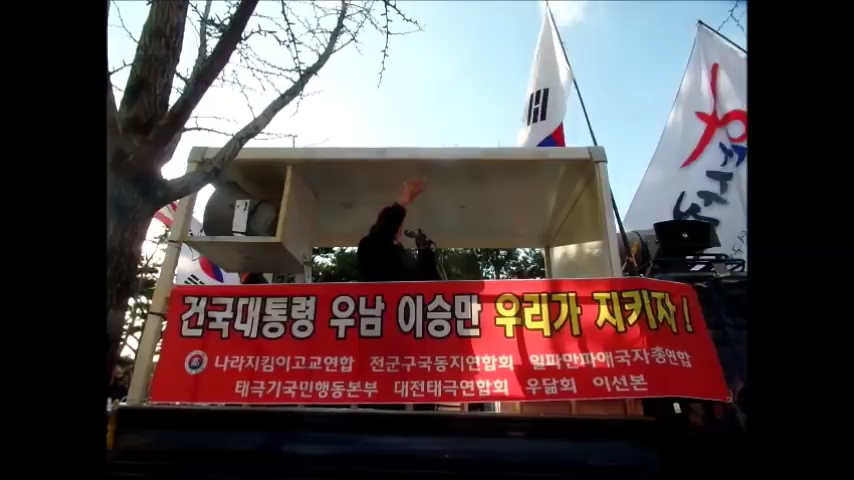 건국대통령 우남 이승만 우리가 지키자!
나라지킴이고교연합 전군구국동지연합회 일파만파애국자총연합
태극기국민행동본부 대전태극연합회 우닮회 이선본